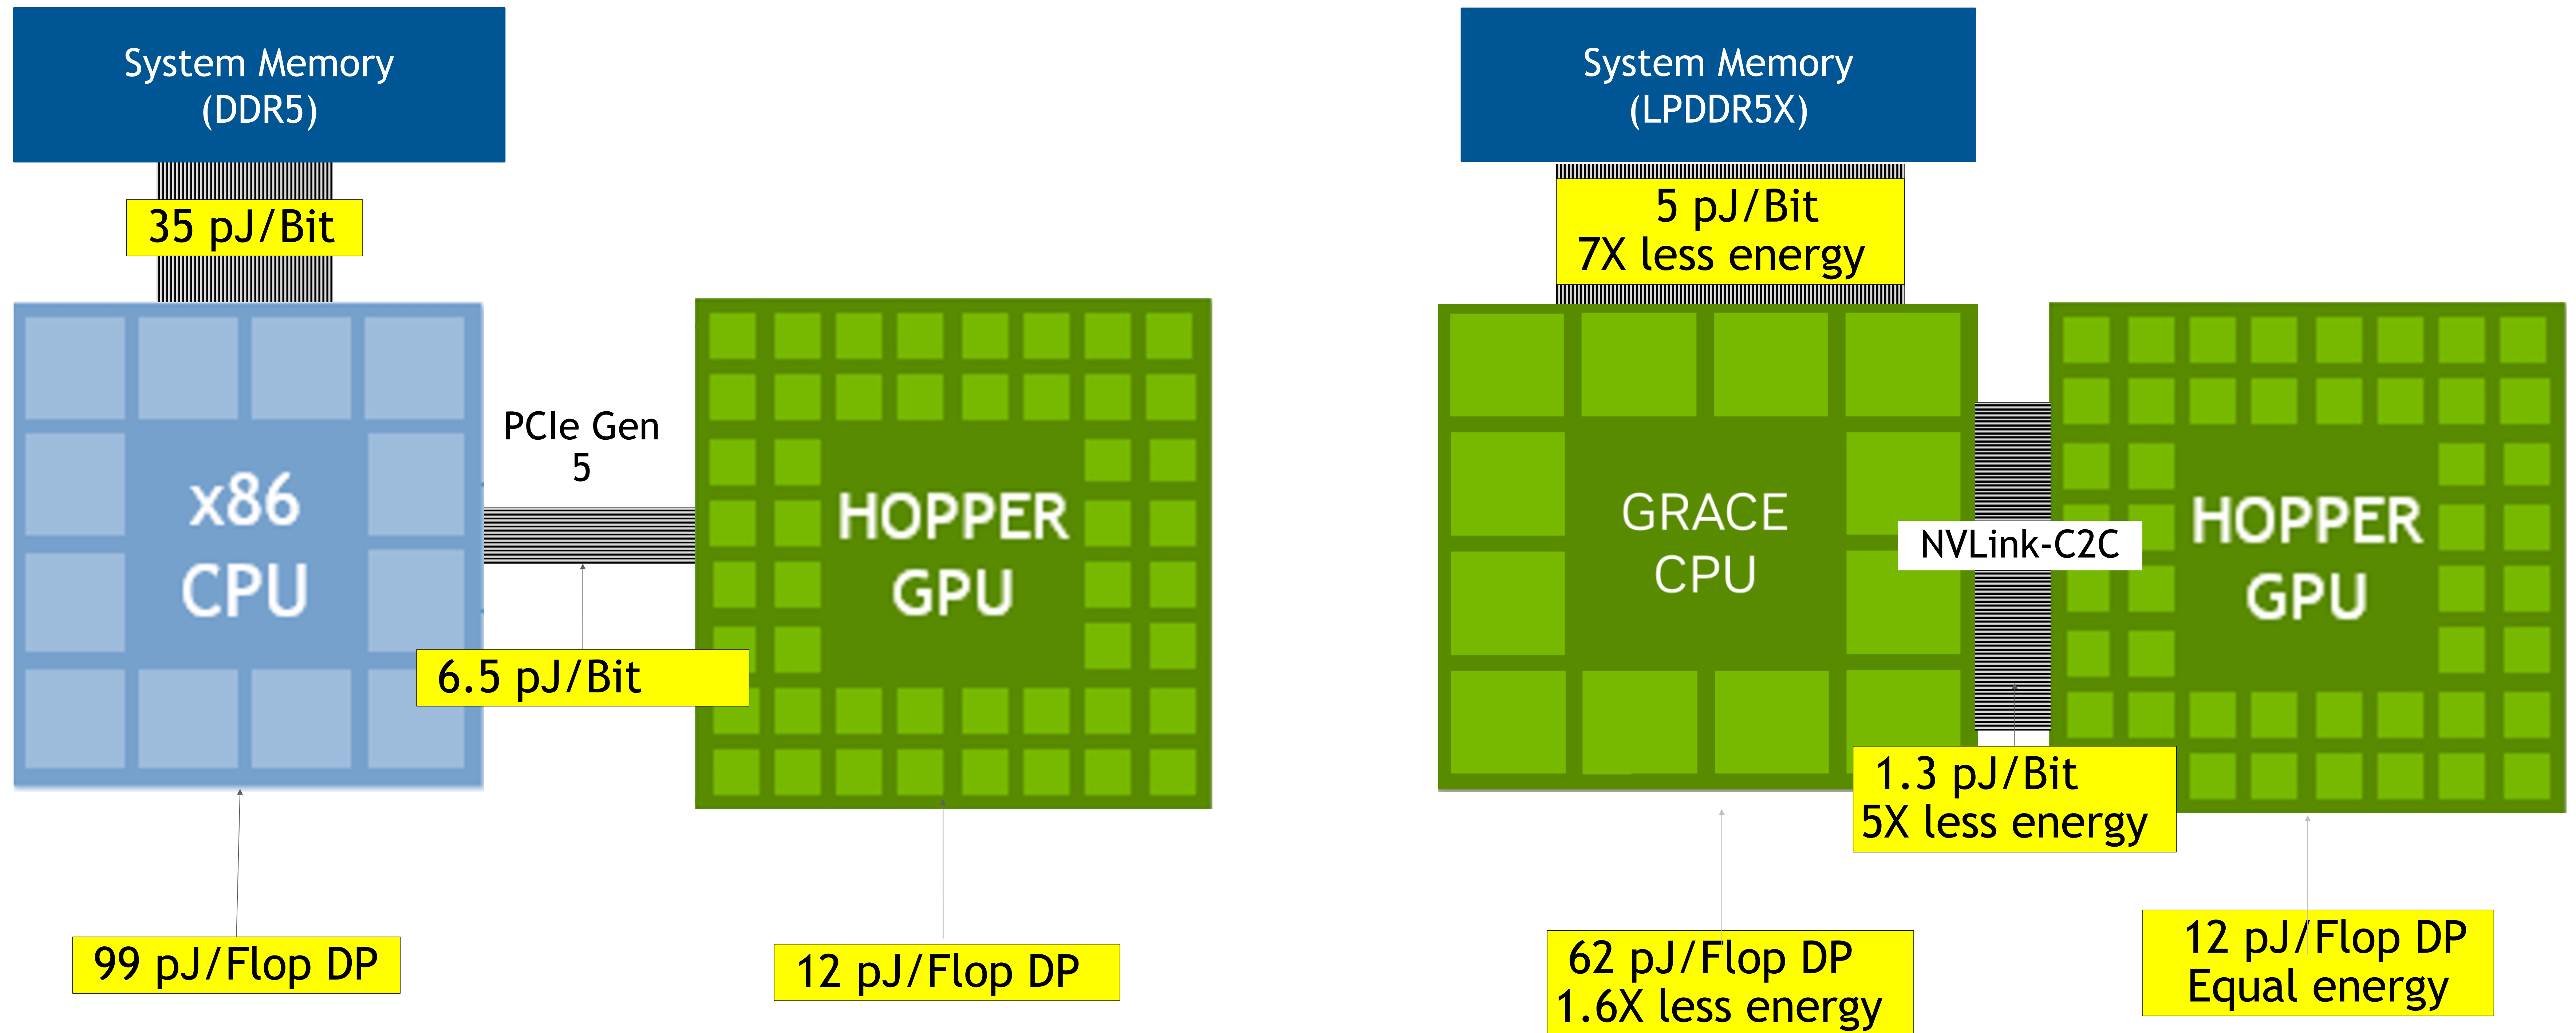 System Memory
(DDR5)
35 pJ/Bit
x86
CPU
PCIe Gen
5
6.5 pJ/Bit
HOPPER
GPU
99 pJ/Flop DP
12 pJ/Flop DP
System Memory
(LPDDR5X)
5 pJ/Bit
7X less energy
GRACE
CPU
NVLink-C2C
HOPPER
GPU
1.3 pJ/Bit
5X less energy
62 pJ/Flop DP
1.6X less energy
12 pJ/Flop DP
Equal energy